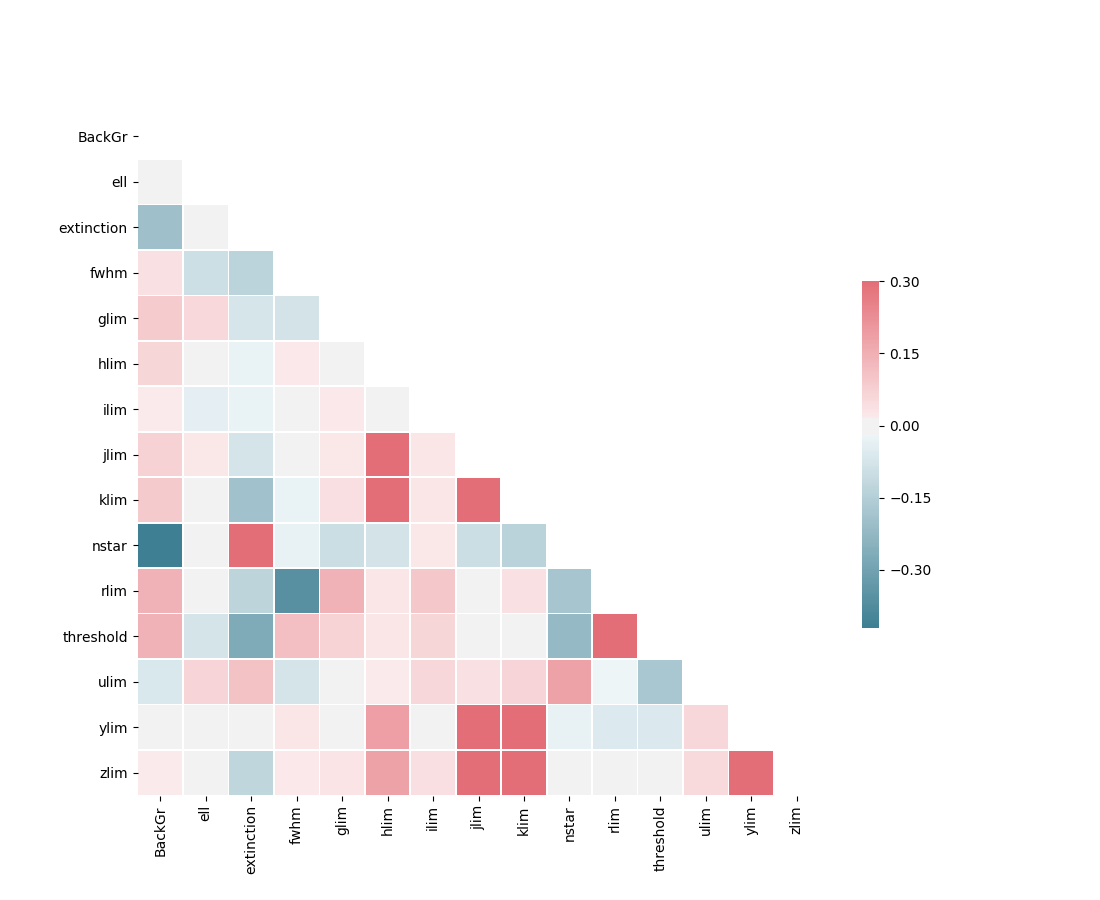 BackGr
ell
extinction
fwhm
glim
hlim
ilim
jlim
klim
nstar
rlim
threshold
ulim
ylim
zlim
BackGr
ell
extinction
fwhm
glim
hlim
ilim
jlim
klim
nstar
rlim
threshold
ulim
ylim
zlim
0.30
0.15
0.00
−0.15
−0.30